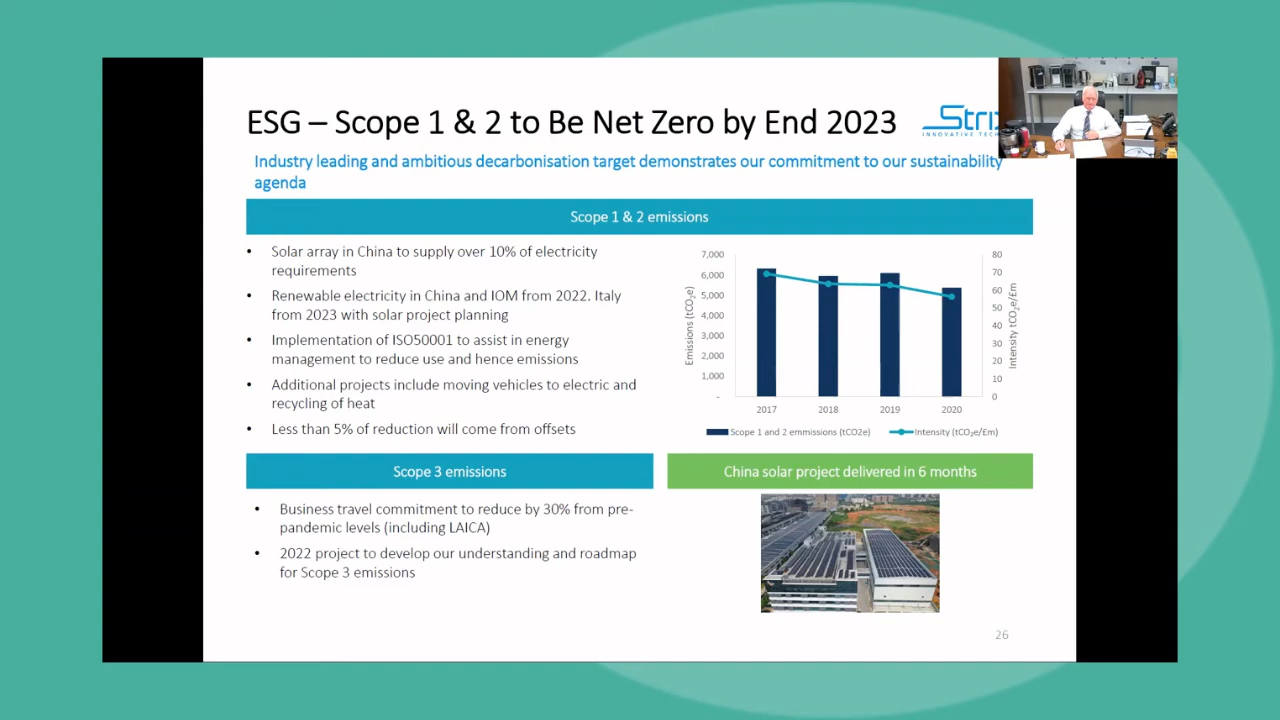 ESG – Scope 1 & 2 to Be Net Zero by End 2023
Industry leading and ambitious decarbonisation target demonstrates our commitment to our sustainability
agenda
Scope 1 & 2 emissions
• Solar array in China to supply over 10% of electricity
requirements
• Renewable electricity in China and IOM from 2022. Italy
from 2023 with solar project planning
• Implementation of ISO50001 to assist in energy
management to reduce use and hence emissions
• Additional projects include moving vehicles to electric and
recycling of heat
• Less than 5% of reduction will come from offsets
Emissions (tCO₂e)
7,000
6,000
5,000
4,000
3,000
2,000
1,000
-
80
70
60
50
40
30
20
10
0
Intensity tCO₂e/£m
2017 2018 2019 2020
Scope 1 and 2 emmissions (tCO2e) Intensity (tCO₂e/£m)
Scope 3 emissions
• Business travel commitment to reduce by 30% from pre-
pandemic levels (including LAICA)
• 2022 project to develop our understanding and roadmap
for Scope 3 emissions
China solar project delivered in 6 months
26